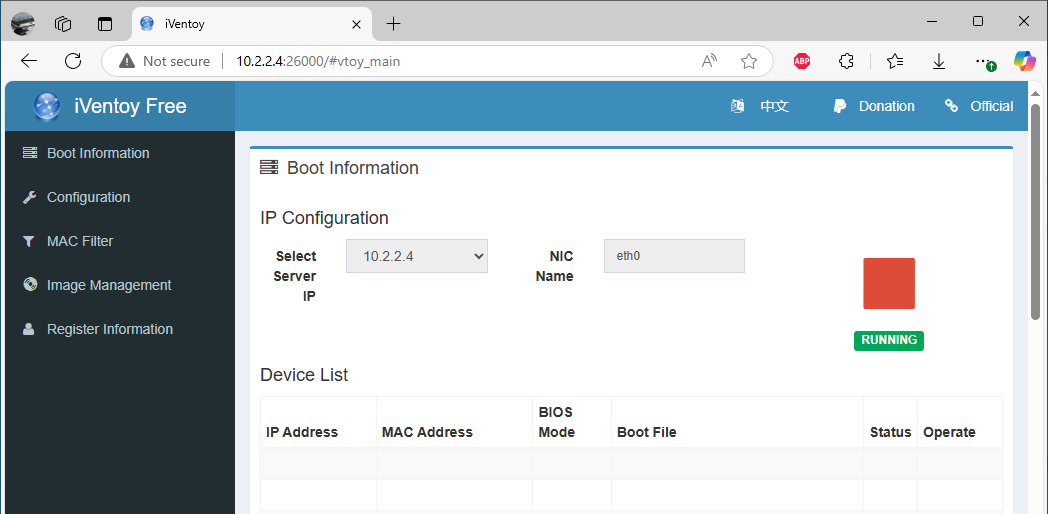 iVentoy
Not secure
10.2.2.4:26000/#vtoy_main
ABP
iVentoy Free
中文
Donation
Official
Boot Information
Configuration
MAC Filter
Image Management
Register Information
Boot Information
IP Configuration
Select
Server
IP
10.2.2.4
NIC
Name
eth0
RUNNING
Device List
IP Address
MAC Address
BIOS
Mode
Boot File
Status
Operate